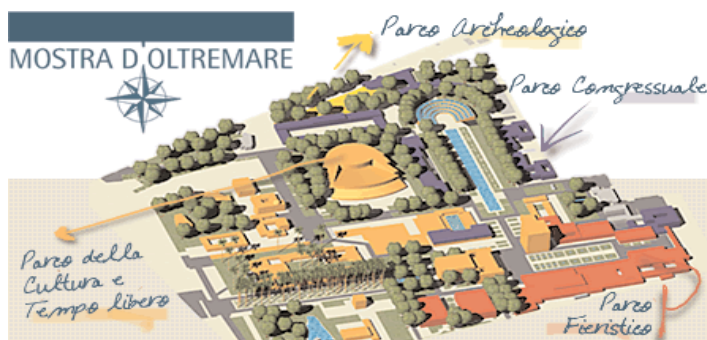 MOSTRA D'OLTREMARE
Parco Archeologico
Parco Congressuale
Parco della
Cultura e
Tempo libero
Parco
Fieristico